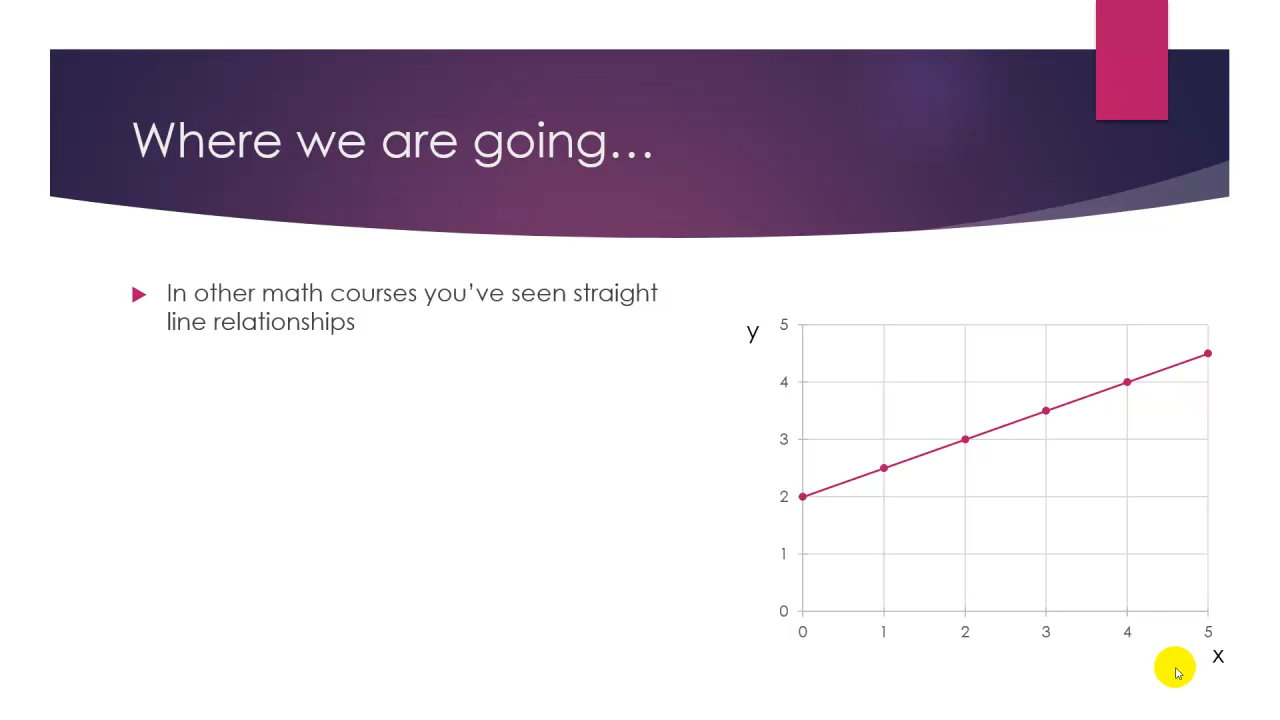 Where we are going…
In other math courses you’ve seen straight
line relationships
y
5
4
3
2
1
0
0 1 2 3 4 5
x